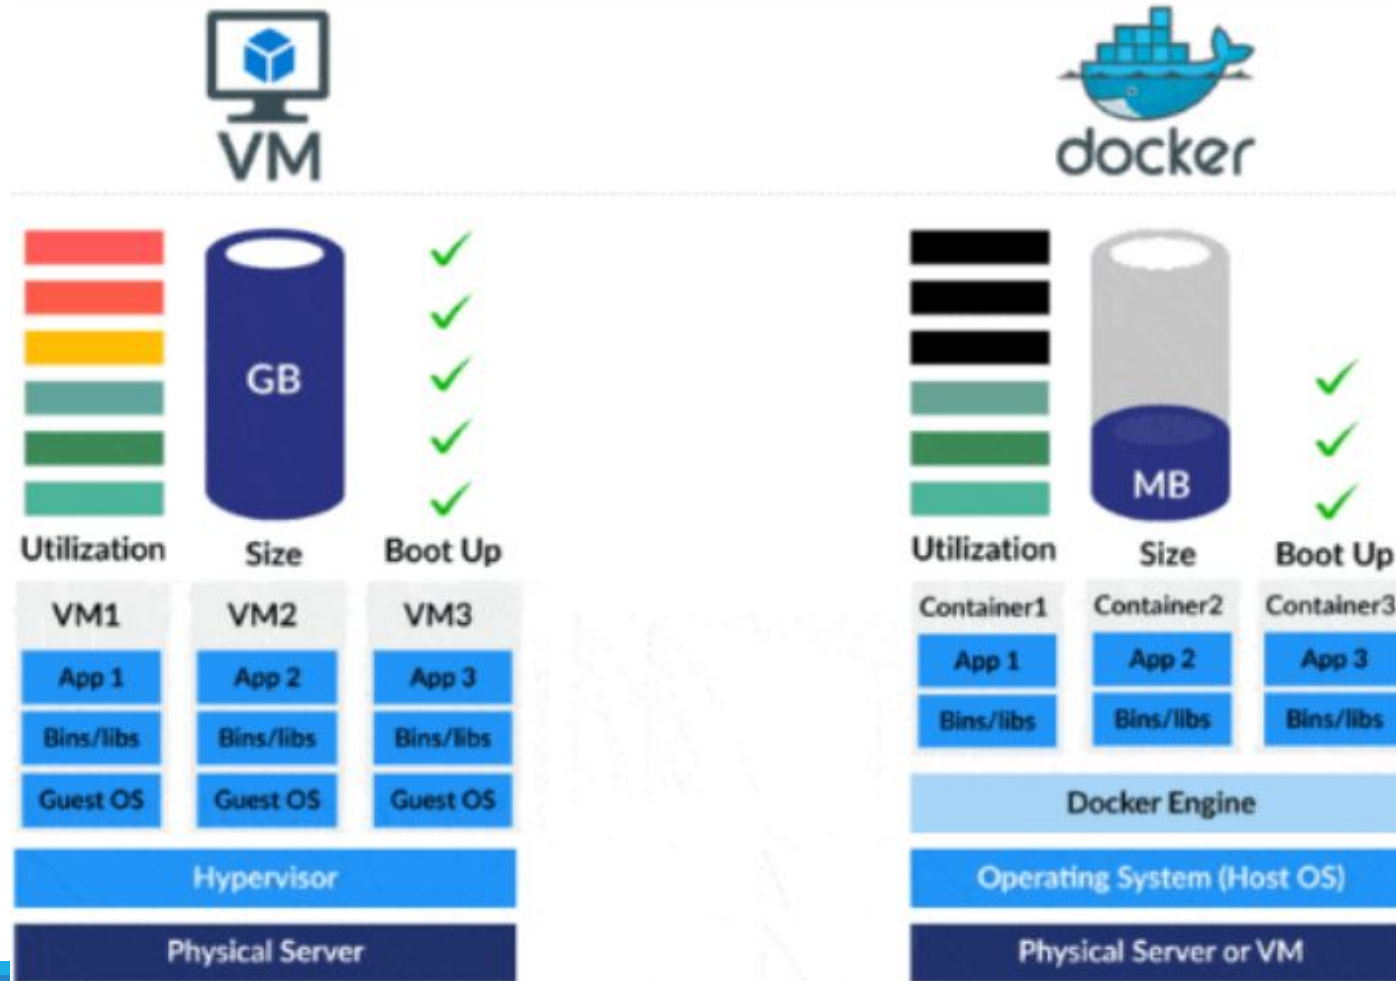 VM
docker
GB
MB
Utilization Size Boot Up
Utilization Size Boot Up
VM1 VM2 VM3
Container1 Container2 Container3
App 1 App 2 App 3
App 1 App 2 App 3
Bins/libs Bins/libs Bins/libs
Bins/libs Bins/libs Bins/libs
Guest OS Guest OS Guest OS
Docker Engine
Hypervisor
Operating System (Host OS)
Physical Server
Physical Server or VM